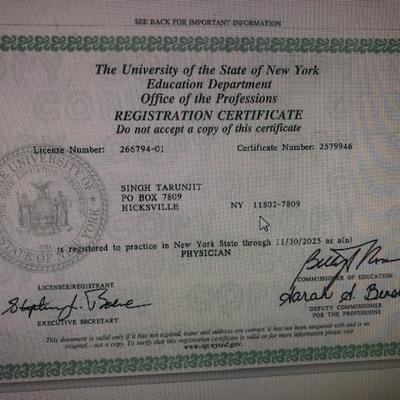 SEE BACK FOR IMPORTANT INFORMATION
The University of the State of New York
Education Department
Office of the Professions
REGISTRATION CERTIFICATE
Do not accept a copy of this certificate
License Number: 266794-01 Certificate Number: 2579946
SINGH TARUNJIT
PO BOX 7809
HICKSVILLE NY 11802-7809
is registered to practice in New York State through 11/30/2025 as a(n)
PHYSICIAN
LICENSEE/REGISTRANT
EXECUTIVE SECRETARY
COMMISSIONER OF EDUCATION
DEPUTY COMMISSIONER
FOR THE PROFESSIONS
This document is valid only if it has not expired, name and address are correct, it has not been tampered with and is an
original - not a copy. To verify that this registration certificate is valid or for more information please visit
www.op.nysed.gov.